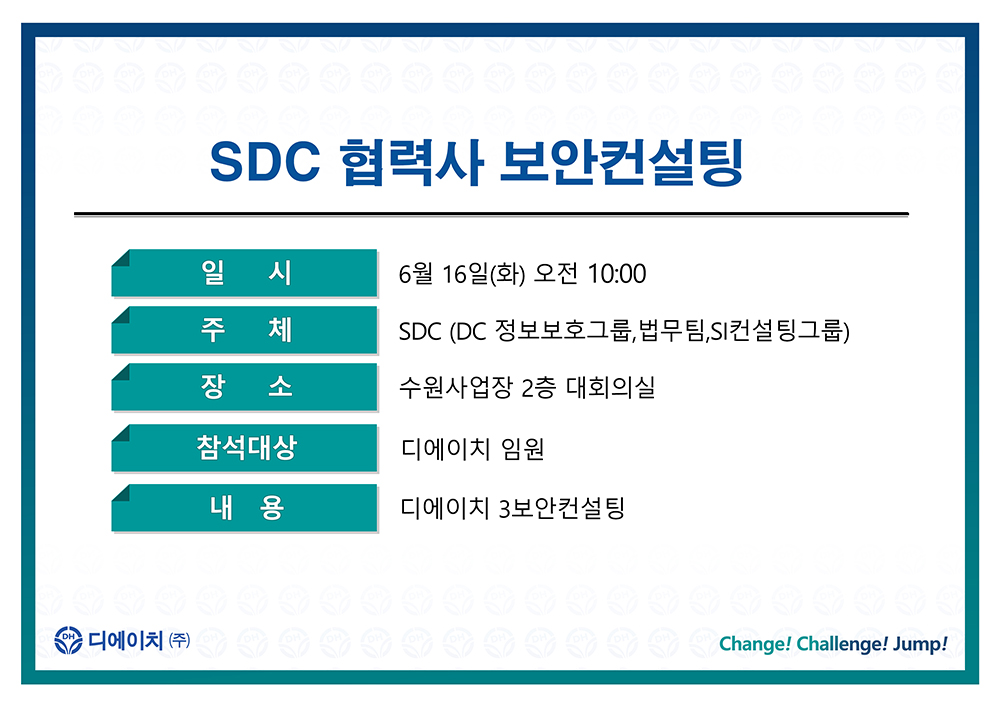 SDC 협력사 보안컨설팅
일 시 6월 16일(화) 오전 10:00
주 체 SDC (DC 정보보호그룹,법무팀,SI컨설팅그룹)
장 소 수원사업장 2층 대회의실
참석대상 디에이치 임원
내 용 디에이치 3보안컨설팅
DH 디에이치 (주)
Change! Challenge! Jump!